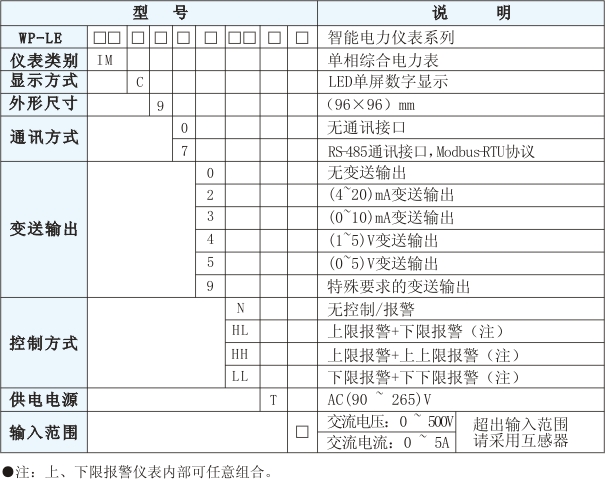 型 号 说 明
WP-LE □□ □ □ □ □ □□ □ □ 智能电力仪表系列
仪表类别 IM 单相综合电力表
显示方式 C LED单屏数字显示
外形尺寸 9 (96×96) mm
通讯方式
0 无通讯接口
7 RS-485通讯接口,Modbus-RTU协议
变送输出
0 无变送输出
2 (4~20)mA变送输出
3 (0~10)mA变送输出
4 (1~5)V变送输出
5 (0~5)V变送输出
9 特殊要求的变送输出
控制方式
N 无控制/报警
HL 上限报警+下限报警(注)
HH 上限报警+上上限报警(注)
LL 下限报警+下下限报警(注)
供电电源 T AC(90 ~ 265)V
输入范围 □
交流电压: 0 ~ 500V
交流电流: 0 ~ 5A
超出输入范围
请采用互感器
●注: 上、下限报警仪表内部可任意组合。